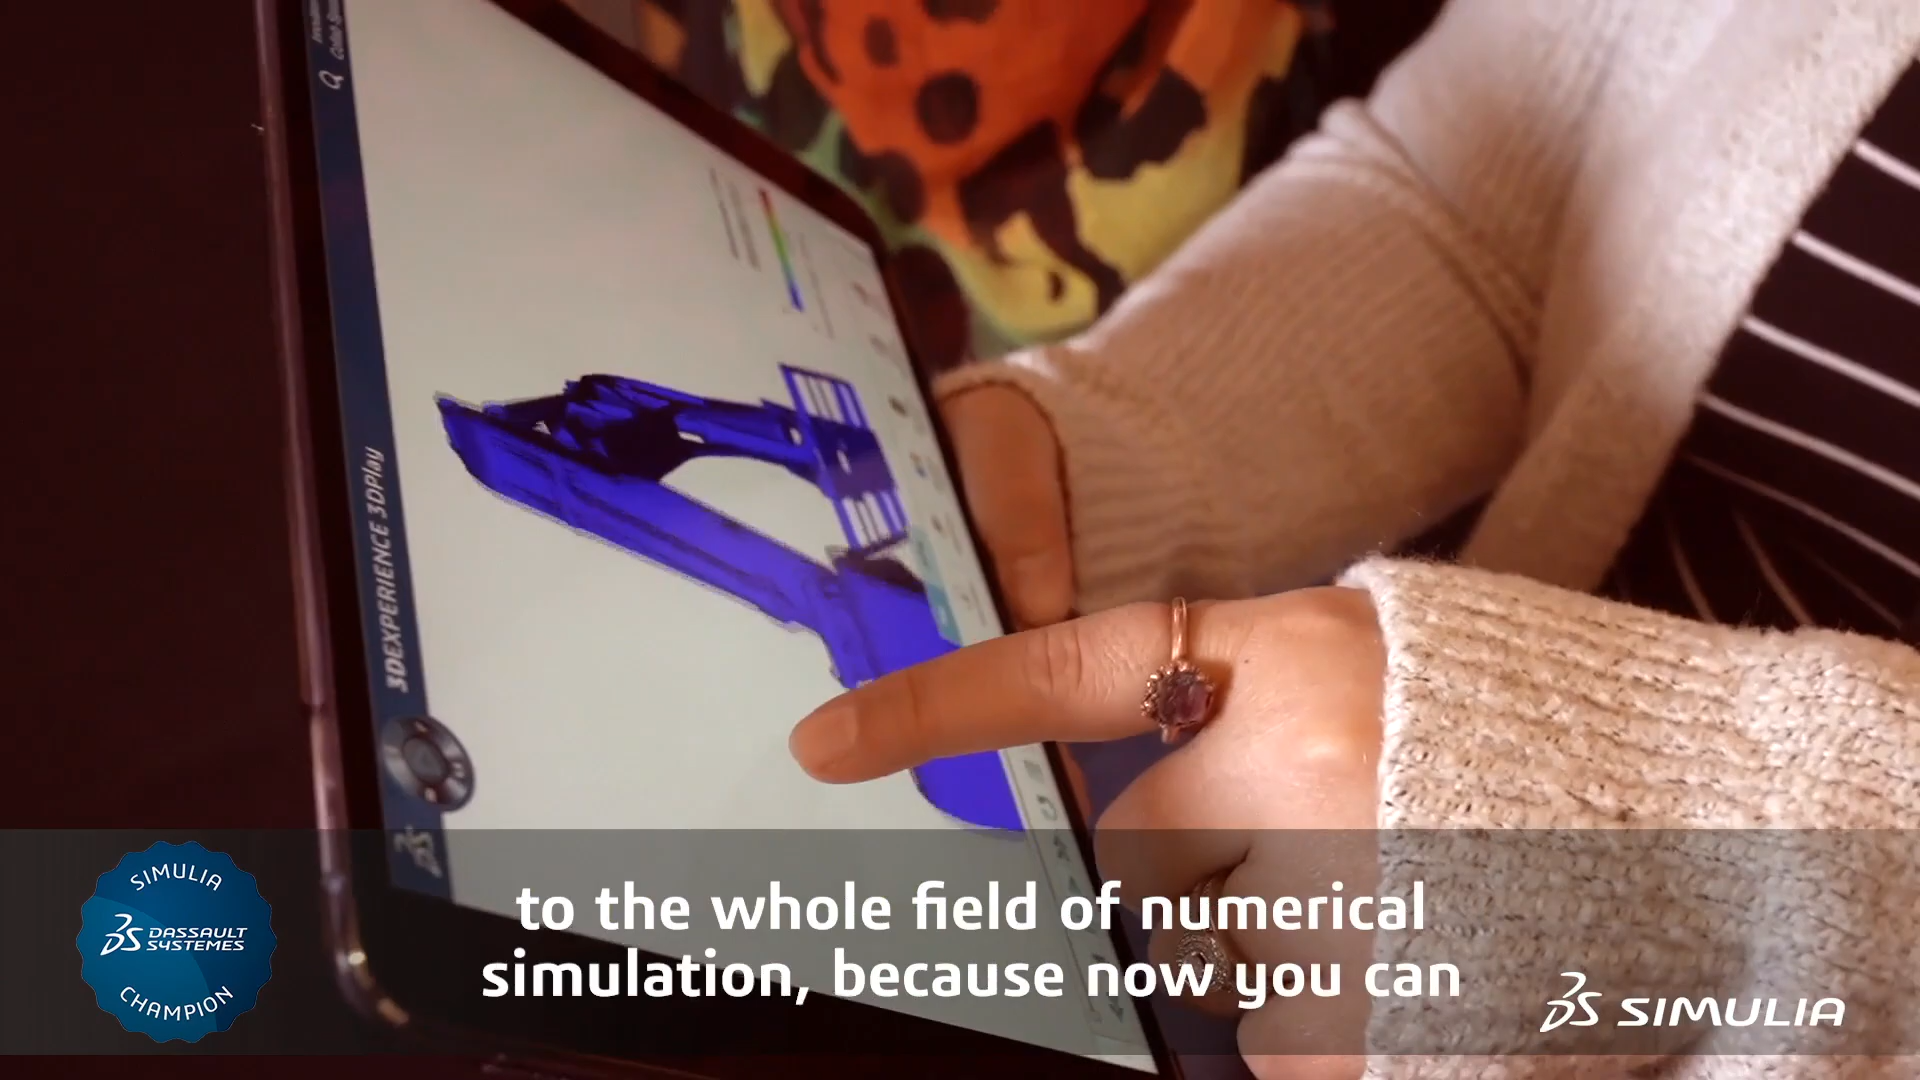 3DEXPERIENCE 3DPlay
SIMULIA
DASSAULT
SYSTEMES
CHAMPION
to the whole field of numerical
simulation, because now you can
SIMULIA